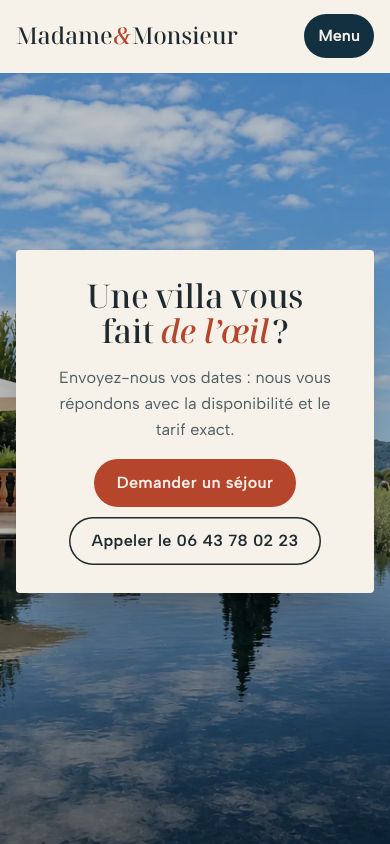 Madame&Monsieur
Menu
Une villa vous
fait de l’œil ?
Envoyez-nous vos dates : nous vous
répondons avec la disponibilité et le
tarif exact.
Demander un séjour
Appeler le 06 43 78 02 23